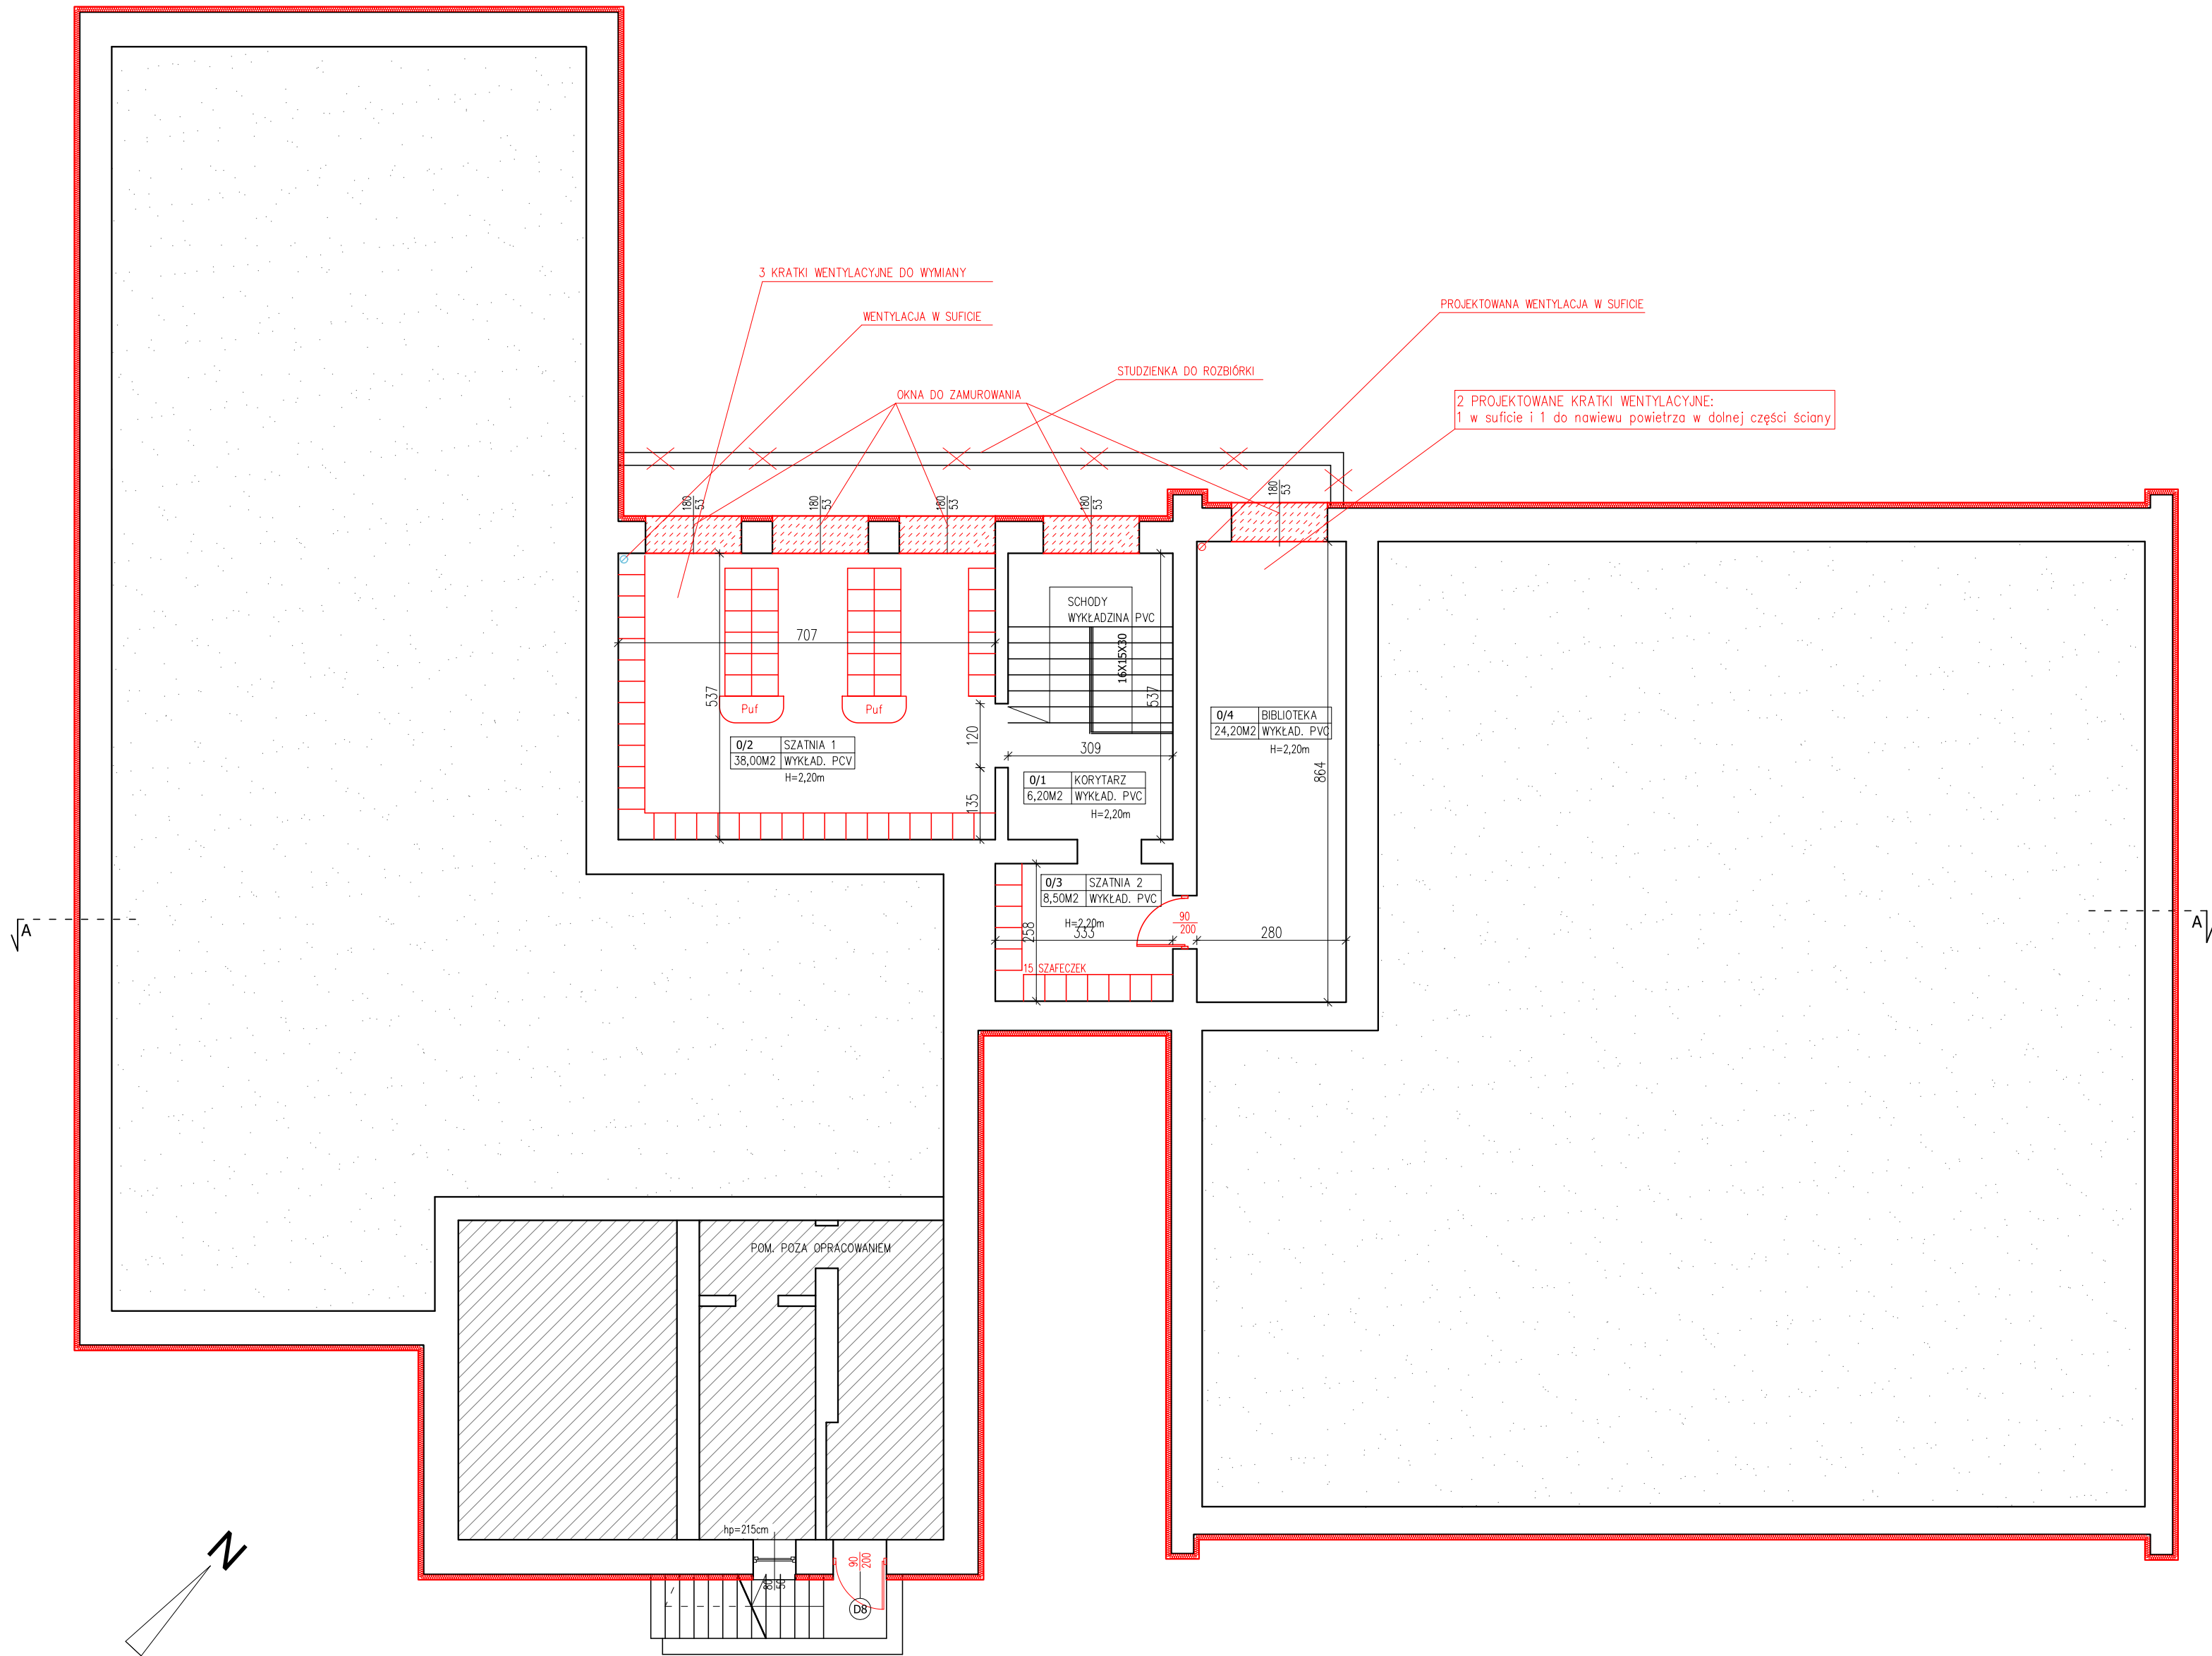 3 KRATKI WENTYLACYJNE DO WYMIANY
WENTYLACJA W SUFICIE
PROJEKTOWANA WENTYLACJA W SUFICIE
STUDZIENKA DO ROZBIÓRKI
OKNA DO ZAMUROWANIA
2 PROJEKTOWANE KRATKI WENTYLACYJNE:
1 w suficie i 1 do nawiewu powietrza w dolnej części ściany
180
53
180
53
180
53
180
53
180
53
SCHODY
WYKŁADZINA PVC
16X15X30
707
537
537
Puf
Puf
120
135
309
0/2 SZATNIA 1
38,00M2 WYKŁAD. PCV
H=2,20m
0/1 KORYTARZ
6,20M2 WYKŁAD. PVC
H=2,20m
0/4 BIBLIOTEKA
24,20M2 WYKŁAD. PVC
H=2,20m
864
0/3 SZATNIA 2
8,50M2 WYKŁAD. PVC
H=2,20m
258
333
90
200
280
15 SZAFECZEK
A
A
POM. POZA OPRACOWANIEM
hp=215cm
80
50
90
200
D8
N